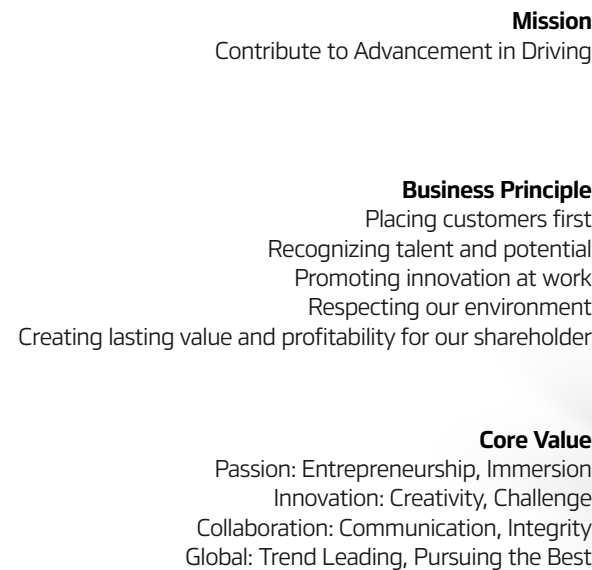 Mission
Contribute to Advancement in Driving
Business Principle
Placing customers first
Recognizing talent and potential
Promoting innovation at work
Respecting our environment
Creating lasting value and profitability for our shareholder
Core Value
Passion: Entrepreneurship, Immersion
Innovation: Creativity, Challenge
Collaboration: Communication, Integrity
Global: Trend Leading, Pursuing the Best